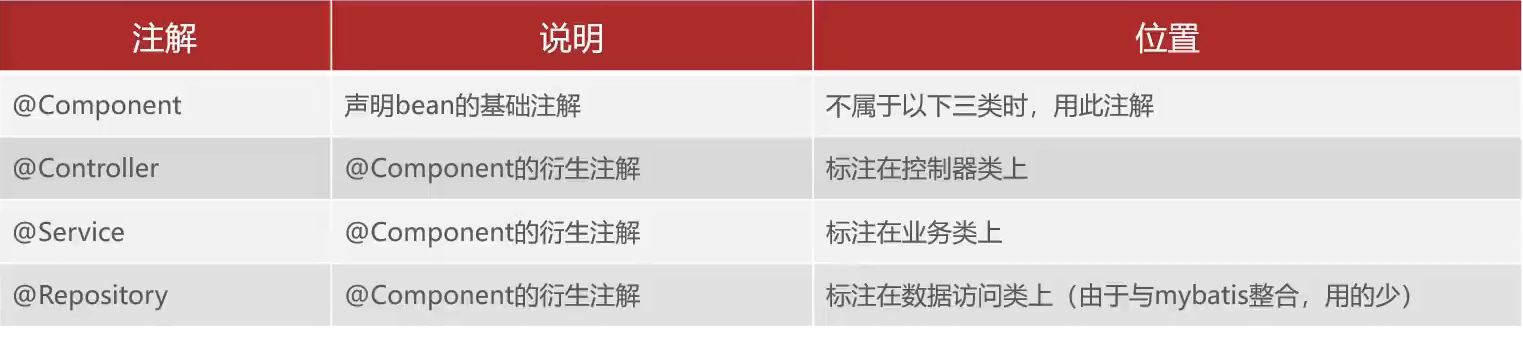 注解 说明 位置
@Component 声明bean的基础注解 不属于以下三类时，用此注解
@Controller @Component的衍生注解 标注在控制器类上
@Service @Component的衍生注解 标注在业务类上
@Repository @Component的衍生注解 标注在数据访问类上（由于与mybatis整合，用的少）